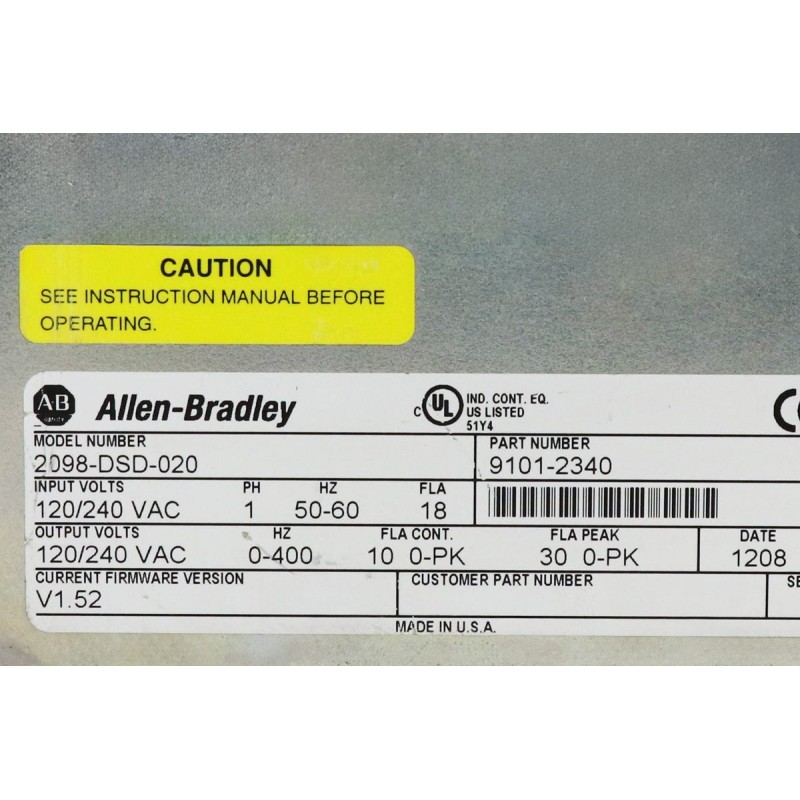 CAUTION
SEE INSTRUCTION MANUAL BEFORE
OPERATING.
AB Allen-Bradley
C UL US LISTED
IND. CONT. EQ.
51Y4
CE
MODEL NUMBER PART NUMBER
2098-DSD-020 9101-2340
INPUT VOLTS PH HZ FLA
120/240 VAC 1 50-60 18
OUTPUT VOLTS HZ FLA CONT. FLA PEAK DATE
120/240 VAC 0-400 10 0-PK 30 0-PK 1208
CURRENT FIRMWARE VERSION CUSTOMER PART NUMBER SE
V1.52
MADE IN U.S.A.